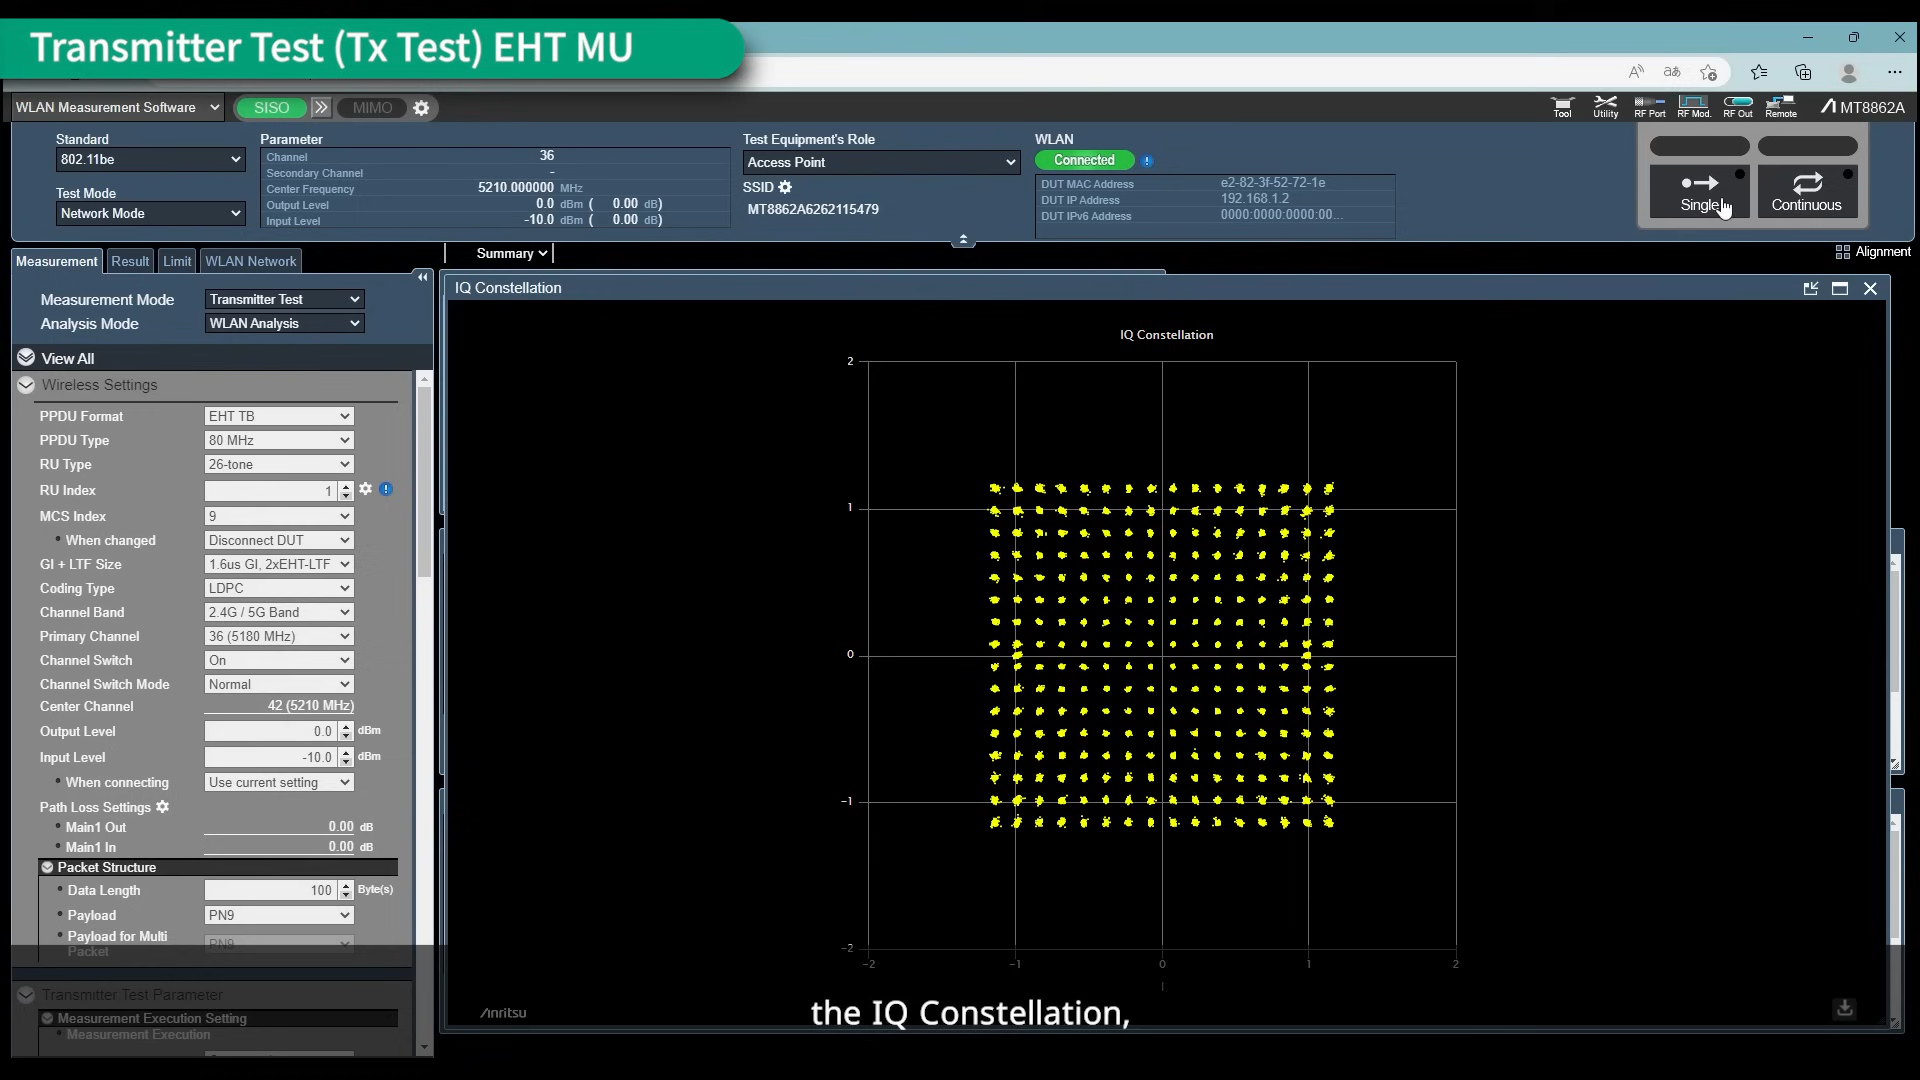 Transmitter Test (Tx Test) EHT MU
WLAN Measurement Software
SISO
MIMO
Tool
Utility
RF Port
RF Mod.
RF Out
Remote
MT8862A
Standard
802.11be
Test Mode
Network Mode
Parameter
Channel 36
Secondary Channel -
Center Frequency 5210.000000 MHz
Output Level 0.0 dBm ( 0.00 dB)
Input Level -10.0 dBm ( 0.00 dB)
Test Equipment's Role
Access Point
SSID
MT8862A6262115479
WLAN
Connected
DUT MAC Address e2-82-3f-52-72-1e
DUT IP Address 192.168.1.2
DUT IPv6 Address 0000:0000:0000:00...
Single
Continuous
Measurement
Result
Limit
WLAN Network
Summary
Alignment
Measurement Mode Transmitter Test
Analysis Mode WLAN Analysis
View All
Wireless Settings
PPDU Format EHT TB
PPDU Type 80 MHz
RU Type 26-tone
RU Index 1
MCS Index 9
When changed Disconnect DUT
GI + LTF Size 1.6us GI, 2xEHT-LTF
Coding Type LDPC
Channel Band 2.4G / 5G Band
Primary Channel 36 (5180 MHz)
Channel Switch On
Channel Switch Mode Normal
Center Channel 42 (5210 MHz)
Output Level 0.0 dBm
Input Level -10.0 dBm
When connecting Use current setting
Path Loss Settings
Main1 Out 0.00 dB
Main1 In 0.00 dB
Packet Structure
Data Length 100 Byte(s)
Payload PN9
Payload for Multi Packet PN9
Transmitter Test Parameter
Measurement Execution Setting
Measurement Execution
IQ Constellation
IQ Constellation
2
1
0
-1
-2
-2 -1 0 1 2
Anritsu
the IQ Constellation,